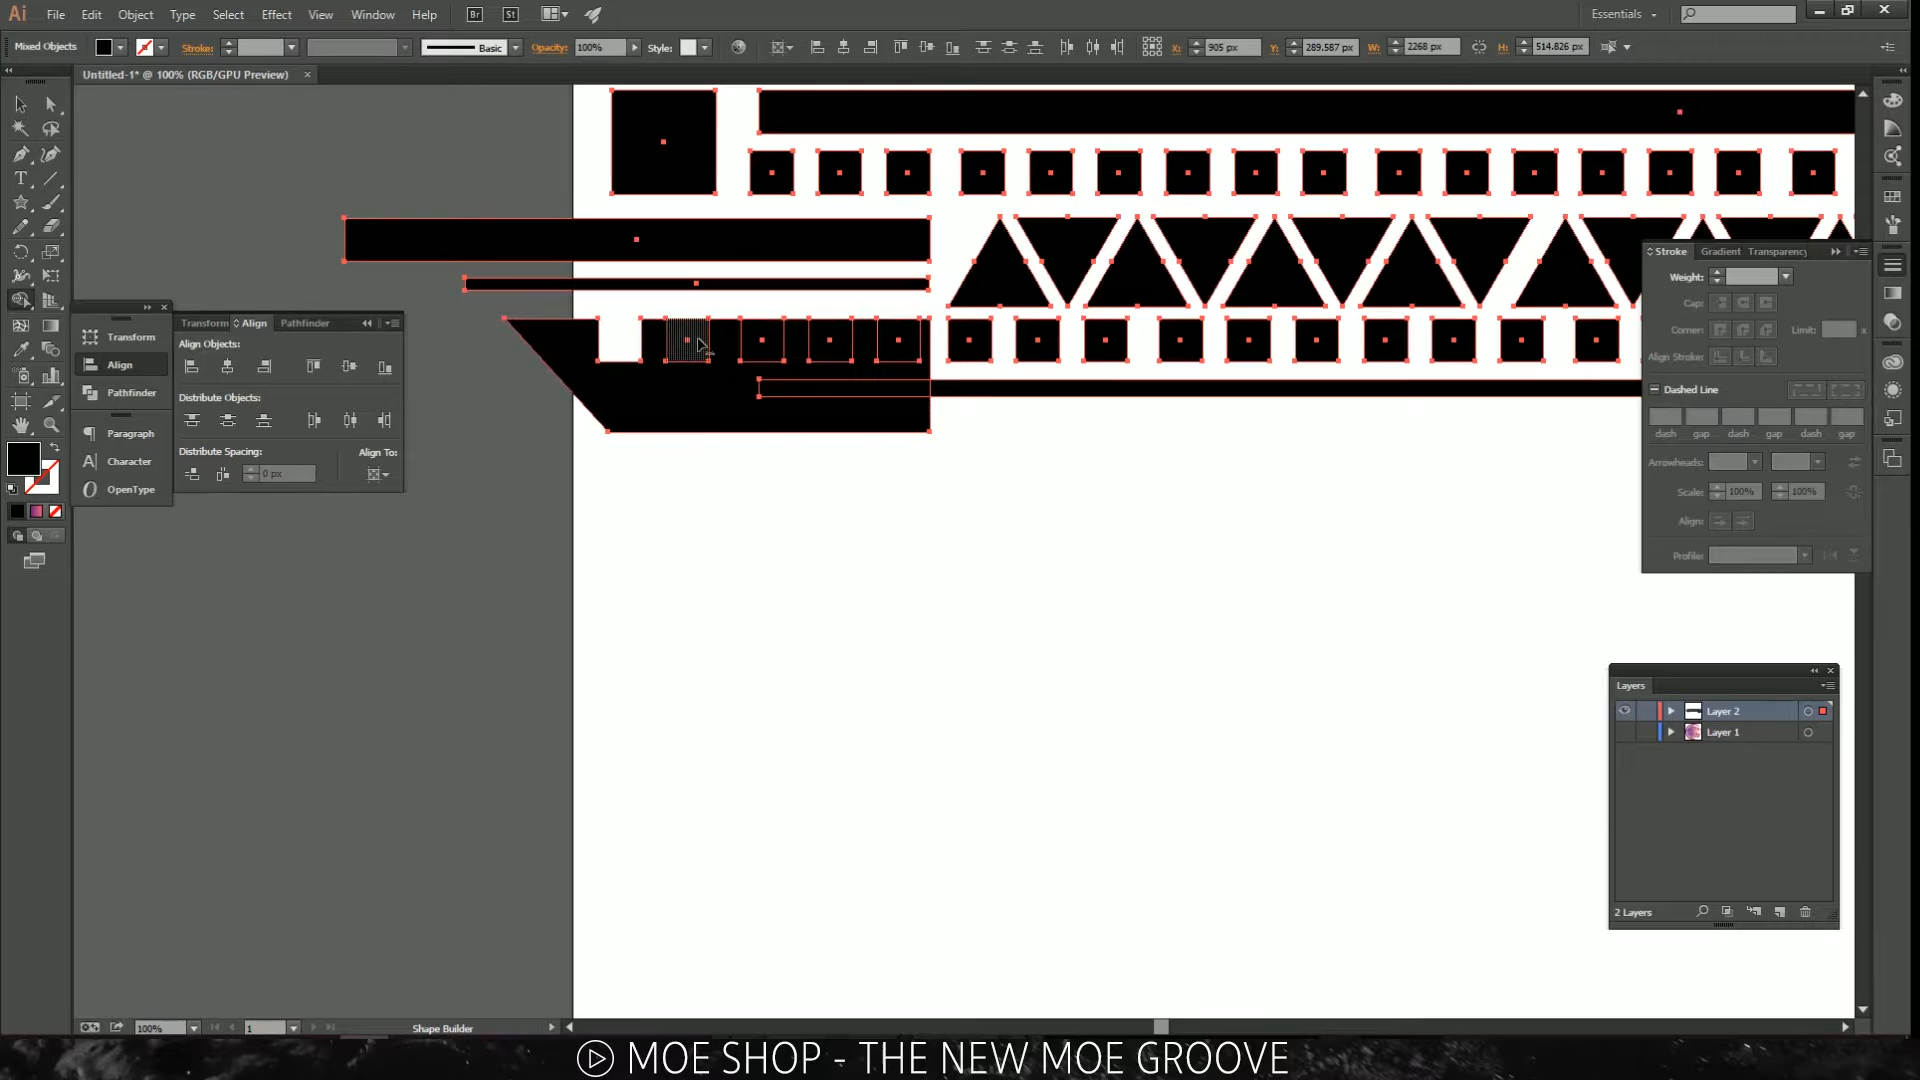 Ai File Edit Object Type Select Effect View Window Help Br St Essentials
Mixed Objects Stroke: Basic Opacity: 100% Style: X: 905 px Y: 289.587 px W: 2268 px H: 514.826 px
Untitled-1* @ 100% (RGB/GPU Preview)
Stroke Gradient Transparency
Weight:
Cap:
Corner: Limit: x
Align Stroke:
Dashed Line
dash gap dash gap dash gap
Arrowheads:
Scale: 100% 100%
Align:
Profile:
Transform
Align
Pathfinder
Paragraph
Character
OpenType
Transform Align Pathfinder
Align Objects:
Distribute Objects:
Distribute Spacing: Align To:
0 px
Layers
Layer 2
Layer 1
2 Layers
100% 1 Shape Builder
MOE SHOP - THE NEW MOE GROOVE